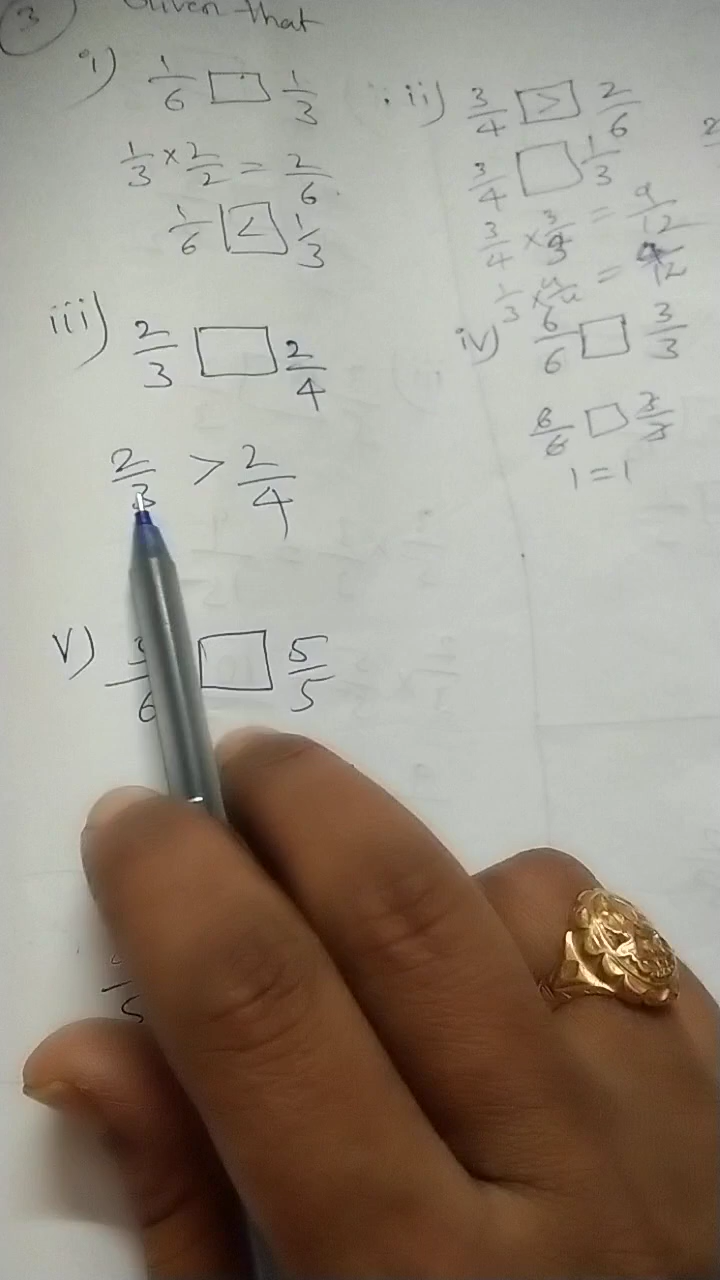 3 Given that
i) 1/6 □ 1/3
1/3 × 2/2 = 2/6
1/6 < 1/3
ii) 3/4 > 2/6
3/4 □ 1/3
3/4 × 3/3 = 9/12
1/3 × 4/4 = 4/12
iii) 2/3 □ 2/4
2/3 > 2/4
iv) 6/6 □ 3/3
6/6 □ 3/3
1 = 1
v) /6 □ 5/5